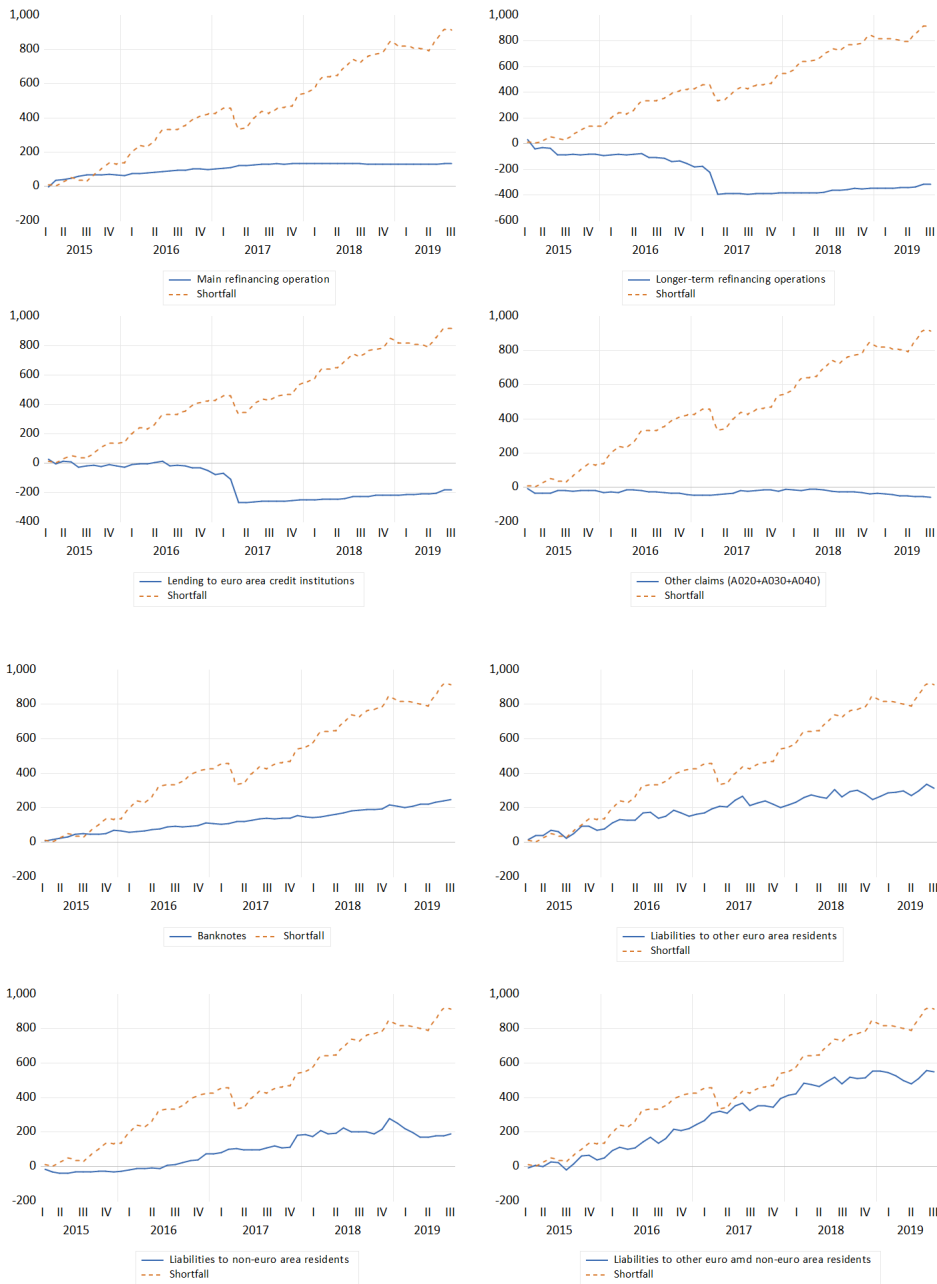 1,000
800
600
400
200
0
-200
I II III IV I II III IV I II III IV I II III IV I II III
2015 2016 2017 2018 2019
Main refinancing operation
Shortfall
1,000
800
600
400
200
0
-200
-400
-600
I II III IV I II III IV I II III IV I II III IV I II III
2015 2016 2017 2018 2019
Longer-term refinancing operations
Shortfall
1,000
800
600
400
200
0
-200
-400
I II III IV I II III IV I II III IV I II III IV I II III
2015 2016 2017 2018 2019
Lending to euro area credit institutions
Shortfall
1,000
800
600
400
200
0
-200
I II III IV I II III IV I II III IV I II III IV I II III
2015 2016 2017 2018 2019
Other claims (A020+A030+A040)
Shortfall
1,000
800
600
400
200
0
-200
I II III IV I II III IV I II III IV I II III IV I II III
2015 2016 2017 2018 2019
Banknotes Shortfall
1,000
800
600
400
200
0
-200
I II III IV I II III IV I II III IV I II III IV I II III
2015 2016 2017 2018 2019
Liabilities to other euro area residents
Shortfall
1,000
800
600
400
200
0
-200
I II III IV I II III IV I II III IV I II III IV I II III
2015 2016 2017 2018 2019
Liabilities to non-euro area residents
Shortfall
1,000
800
600
400
200
0
-200
I II III IV I II III IV I II III IV I II III IV I II III
2015 2016 2017 2018 2019
Liabilities to other euro amd non-euro area residents
Shortfall